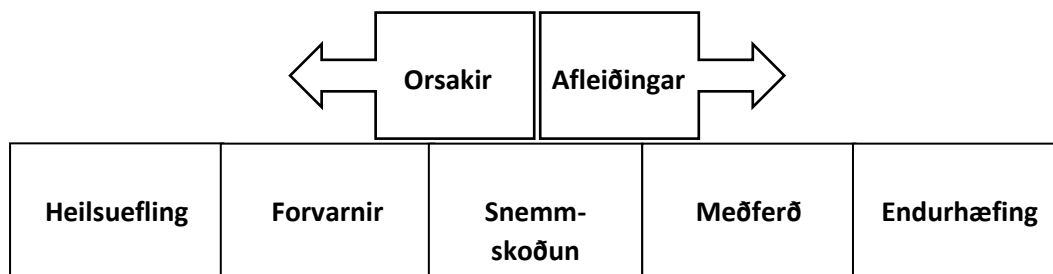 Orsakir
Afleiðingar
Heilsuefling
Forvarnir
Snemm-
skoðun
Meðferð
Endurhæfing